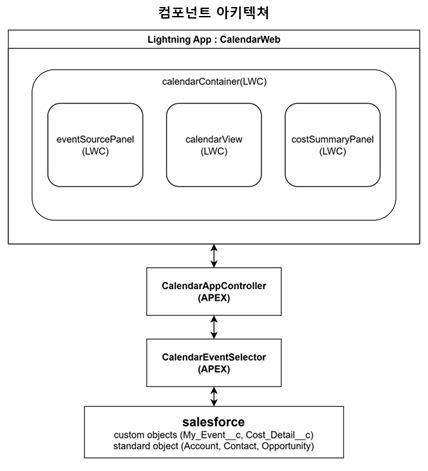 컴포넌트 아키텍쳐
Lightning App : CalendarWeb
calendarContainer(LWC)
eventSourcePanel
(LWC)
calendarView
(LWC)
costSummaryPanel
(LWC)
CalendarAppController
(APEX)
CalendarEventSelector
(APEX)
salesforce
custom objects (My_Event__c, Cost_Detail__c)
standard object (Account, Contact, Opportunity)